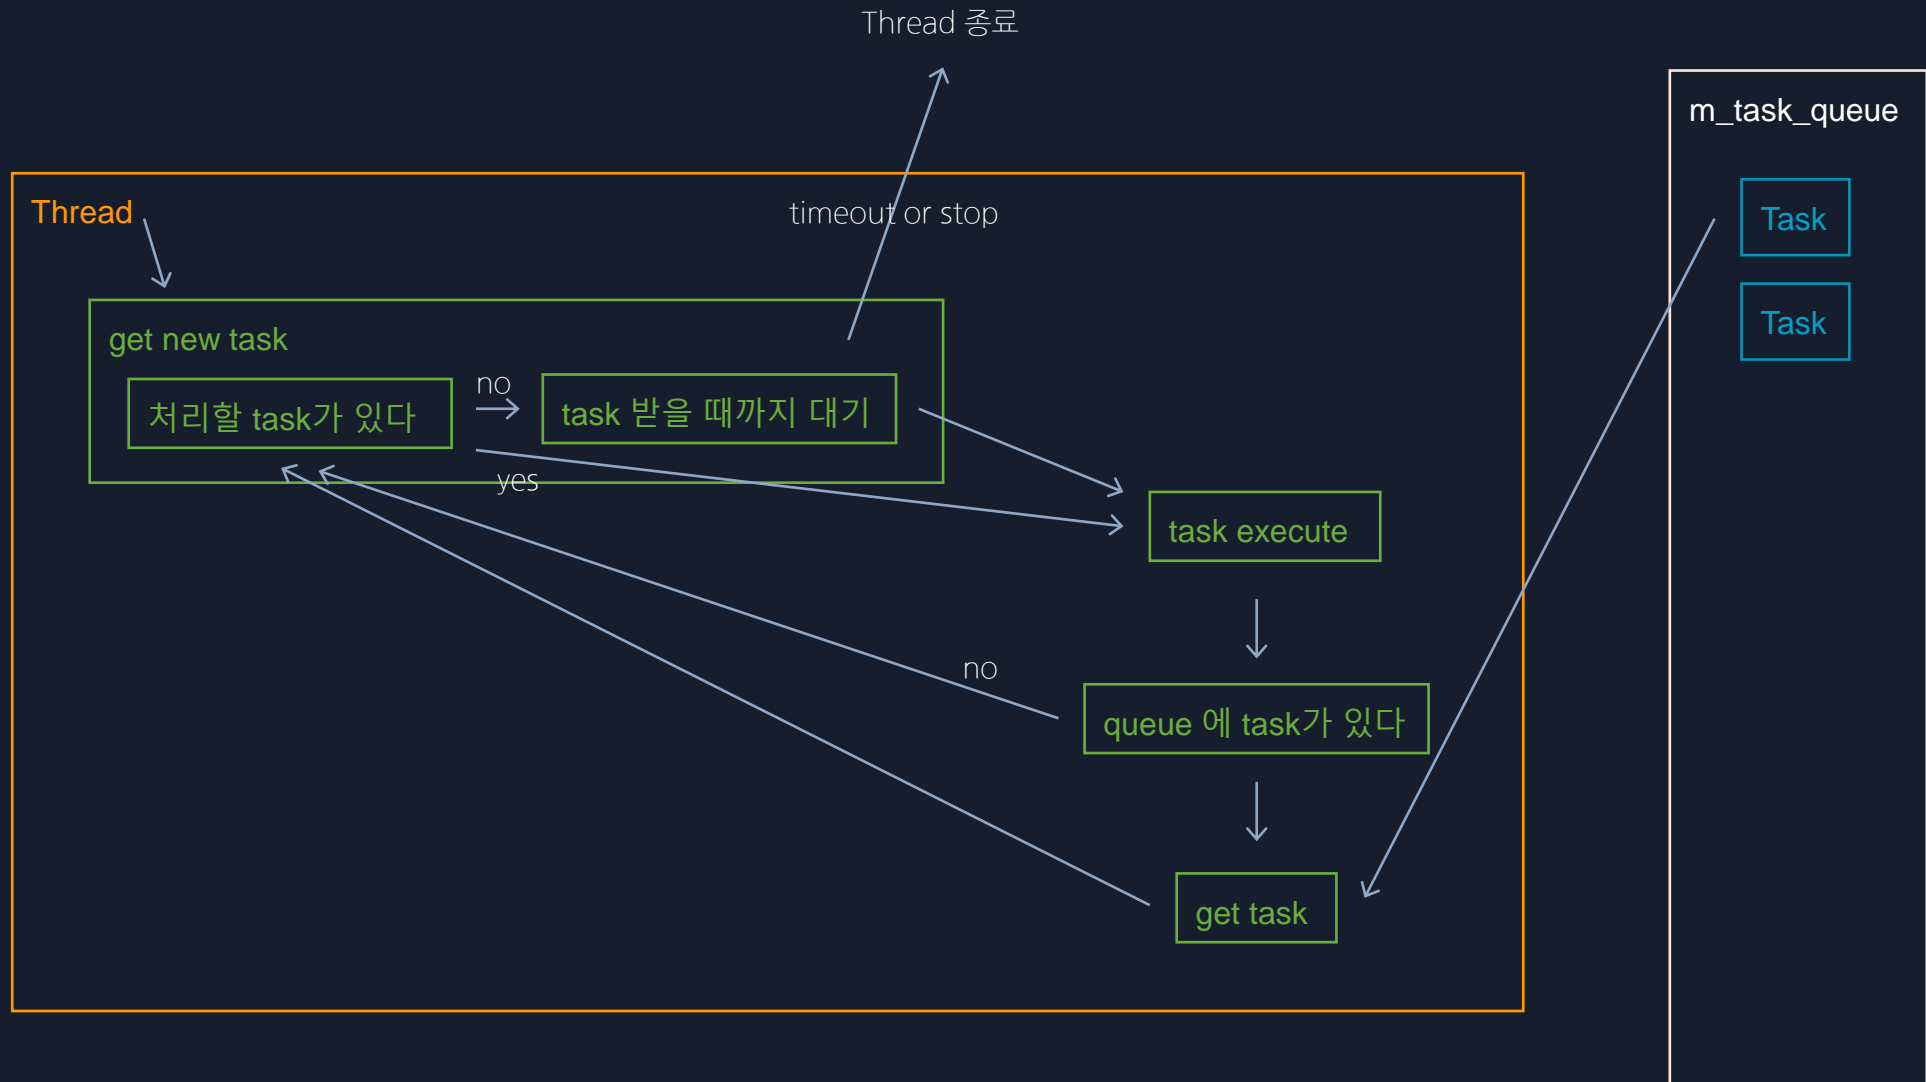 Thread 종료
m_task_queue
Thread
timeout or stop
Task
get new task
Task
no
처리할 task가 있다
task 받을 때까지 대기
yes
task execute
no
queue 에 task가 있다
get task